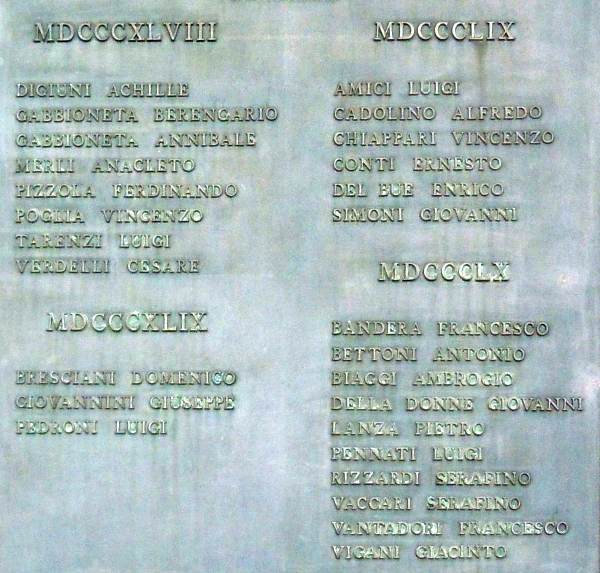 MDCCCXLVIII
DICIUNI ACHILLE
GABBIONETA BERENGARIO
GABBIONETA ANNIBALE
MERLI ANACLETO
PIZZOLA FERDINANDO
POGLIA VINCENZO
TARENZI LUIGI
VERDELLI CESARE
MDCCCXLIX
BRESCIANI DOMENICO
GIOVANNINI GIUSEPPE
PEDRONI LUIGI
MDCCCLIX
AMICI LUIGI
CADOLINO ALFREDO
CHIAPPARI VINCENZO
CONTI ERNESTO
DEL BUE ENRICO
SIMONI GIOVANNI
MDCCCLX
BANDERA FRANCESCO
BETTONI ANTONIO
BIAGGI AMBROGIO
DELLA DONNE GIOVANNI
LANZA PIETRO
PENNATI LUIGI
RIZZARDI SERAFINO
VACCARI SERAFINO
VANTADORI FRANCESCO
VIGANI GIACINTO